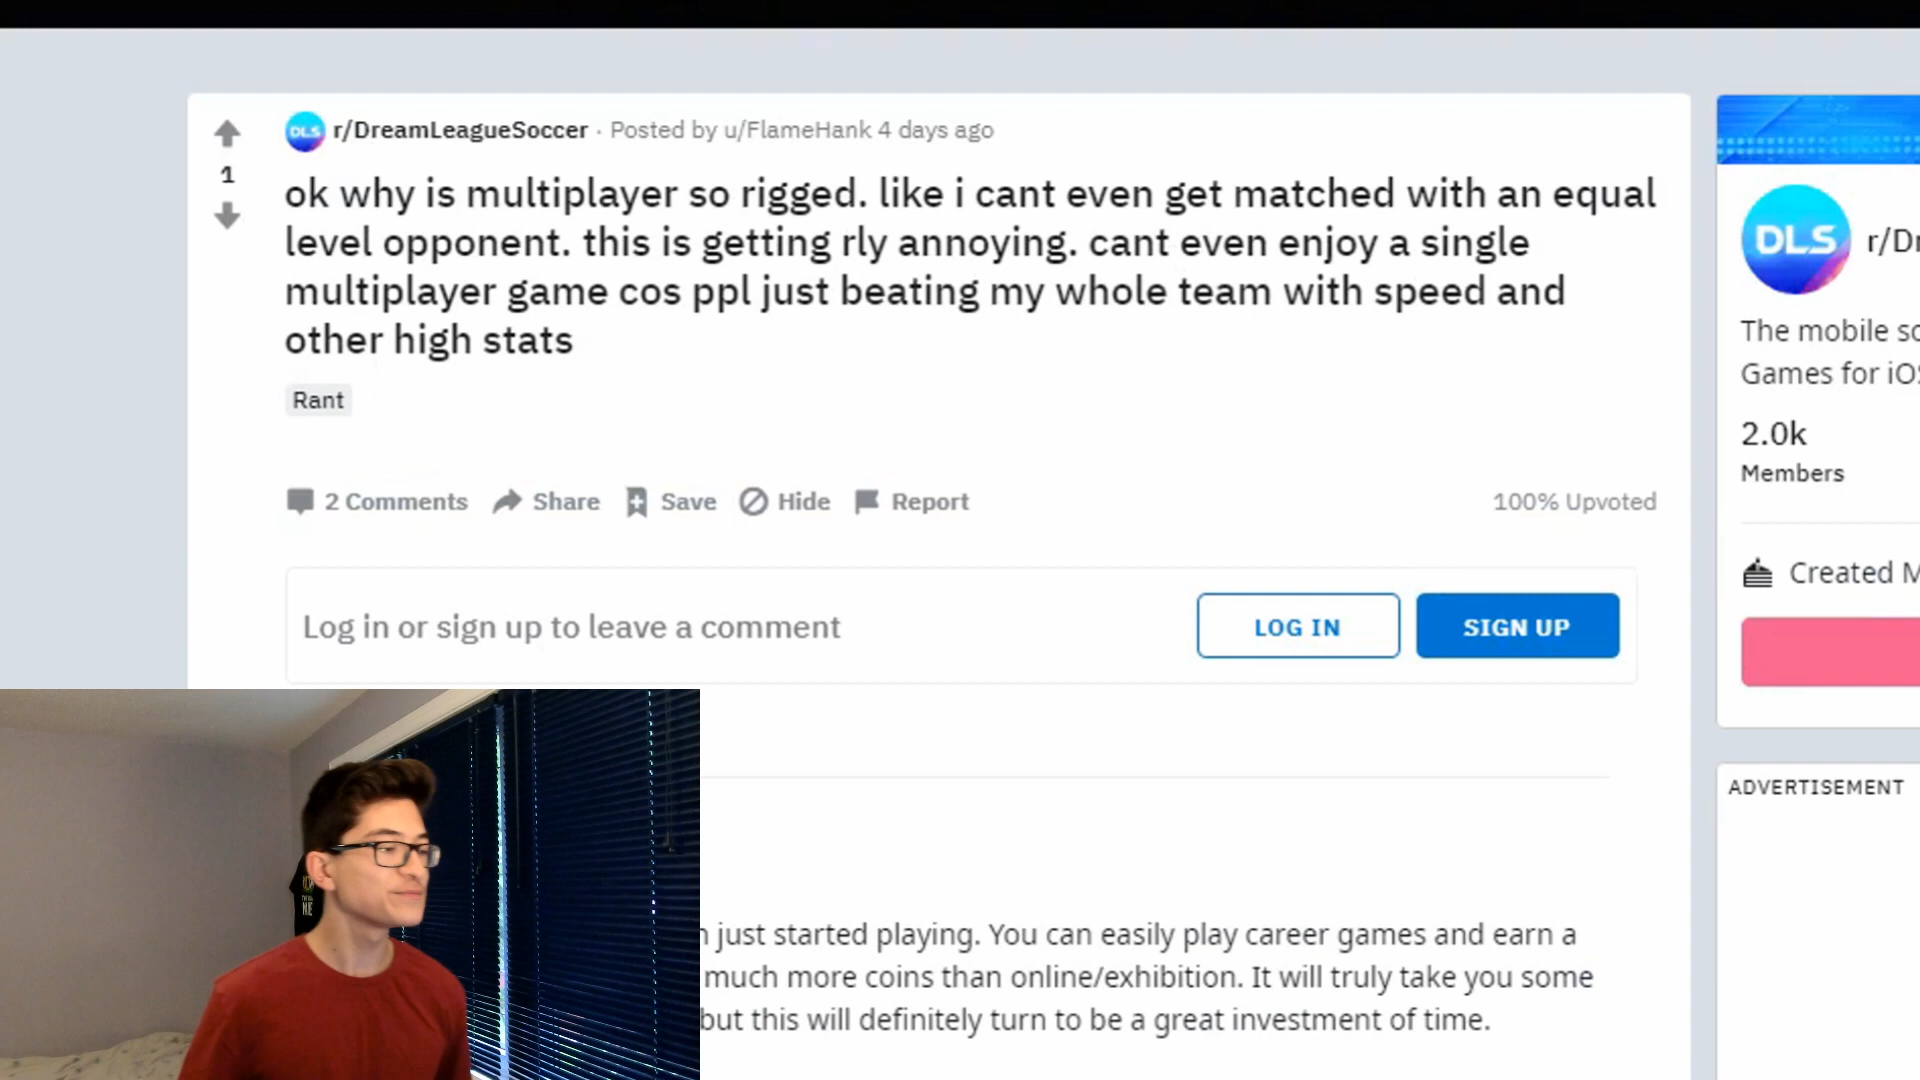 DLS r/DreamLeagueSoccer · Posted by u/FlameHank 4 days ago
1
ok why is multiplayer so rigged. like i cant even get matched with an equal
level opponent. this is getting rly annoying. cant even enjoy a single
multiplayer game cos ppl just beating my whole team with speed and
other high stats
Rant
2 Comments Share Save Hide Report 100% Upvoted
Log in or sign up to leave a comment LOG IN SIGN UP
just started playing. You can easily play career games and earn a
much more coins than online/exhibition. It will truly take you some
but this will definitely turn to be a great investment of time.
DLS r/Dr
The mobile so
Games for iOS
2.0k
Members
Created M
ADVERTISEMENT